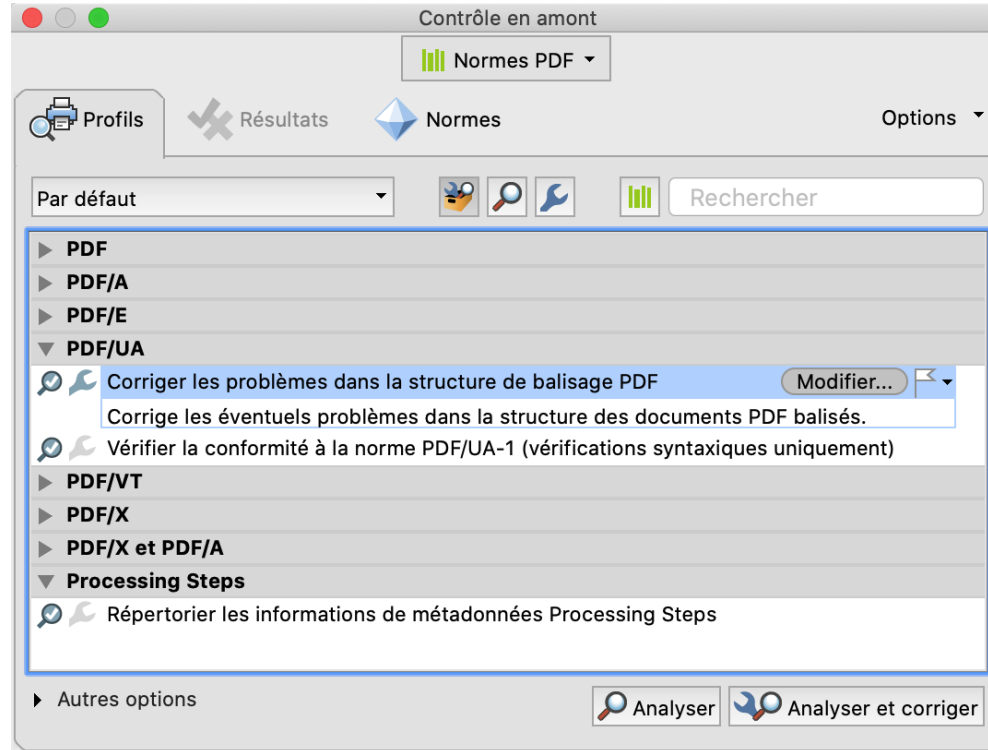 Contrôle en amont
Normes PDF
Profils
Résultats
Normes
Options
Par défaut
Rechercher
PDF
PDF/A
PDF/E
PDF/UA
Corriger les problèmes dans la structure de balisage PDF
Modifier...
Corrige les éventuels problèmes dans la structure des documents PDF balisés.
Vérifier la conformité à la norme PDF/UA-1 (vérifications syntaxiques uniquement)
PDF/VT
PDF/X
PDF/X et PDF/A
Processing Steps
Répertorier les informations de métadonnées Processing Steps
Autres options
Analyser
Analyser et corriger